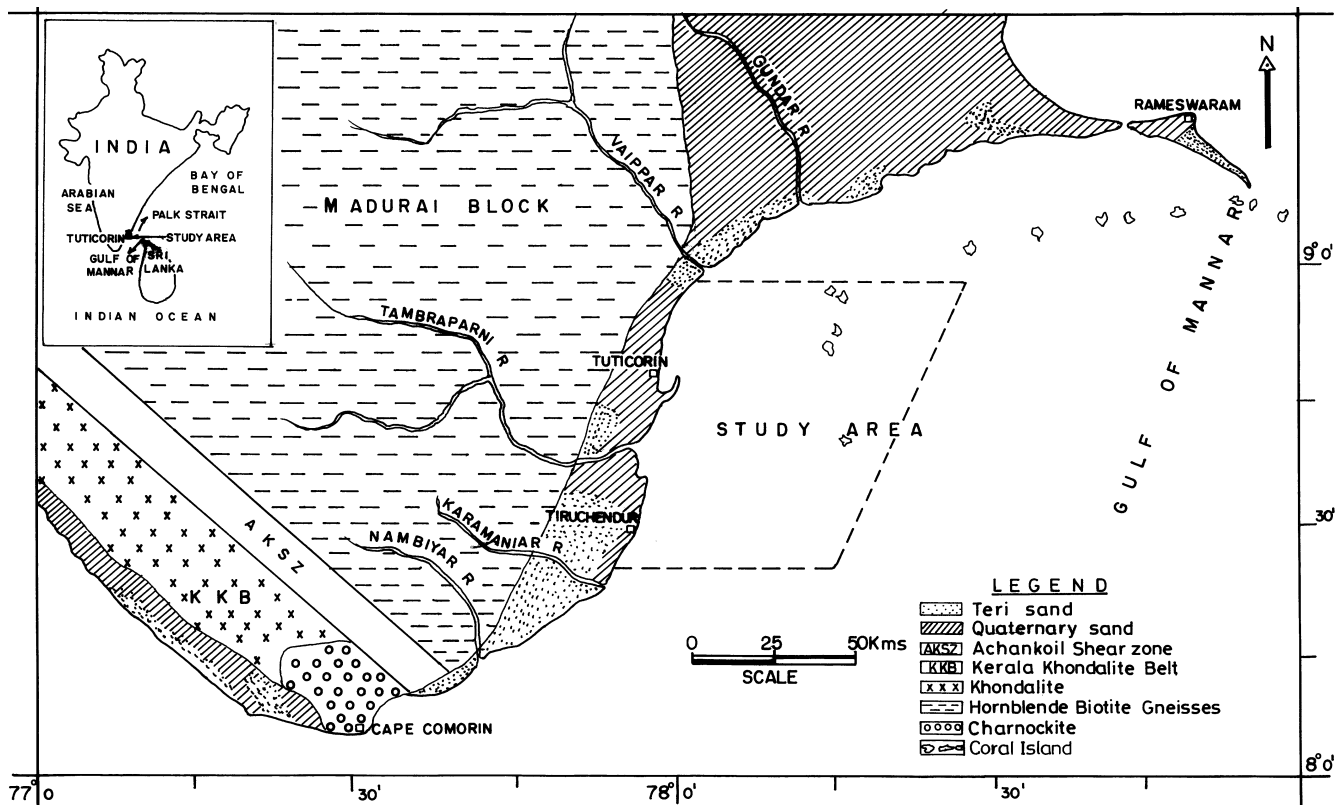 INDIA
BAY OF
BENGAL
ARABIAN
SEA
PALK STRAIT
TUTICORIN
STUDY AREA
GULF OF
MANNAR
SRI
LANKA
INDIAN OCEAN
N
RAMESWARAM
GUNDAR R
VAIPPAR R
MADURAI BLOCK
TAMBRAPARNI R
TUTICORIN
STUDY AREA
GULF OF MANNAR
TIRUCHENDUR
KARAMANIAR R
NAMBIYAR R
AKSZ
KKB
CAPE COMORIN
0 25 50Kms
SCALE
LEGEND
Teri sand
Quaternary sand
AKSZ Achankoil Shear zone
KKB Kerala Khondalite Belt
x x x Khondalite
Hornblende Biotite Gneisses
Charnockite
Coral Island
9°0'
30'
8°0'
77°0
30'
78°0'
30'